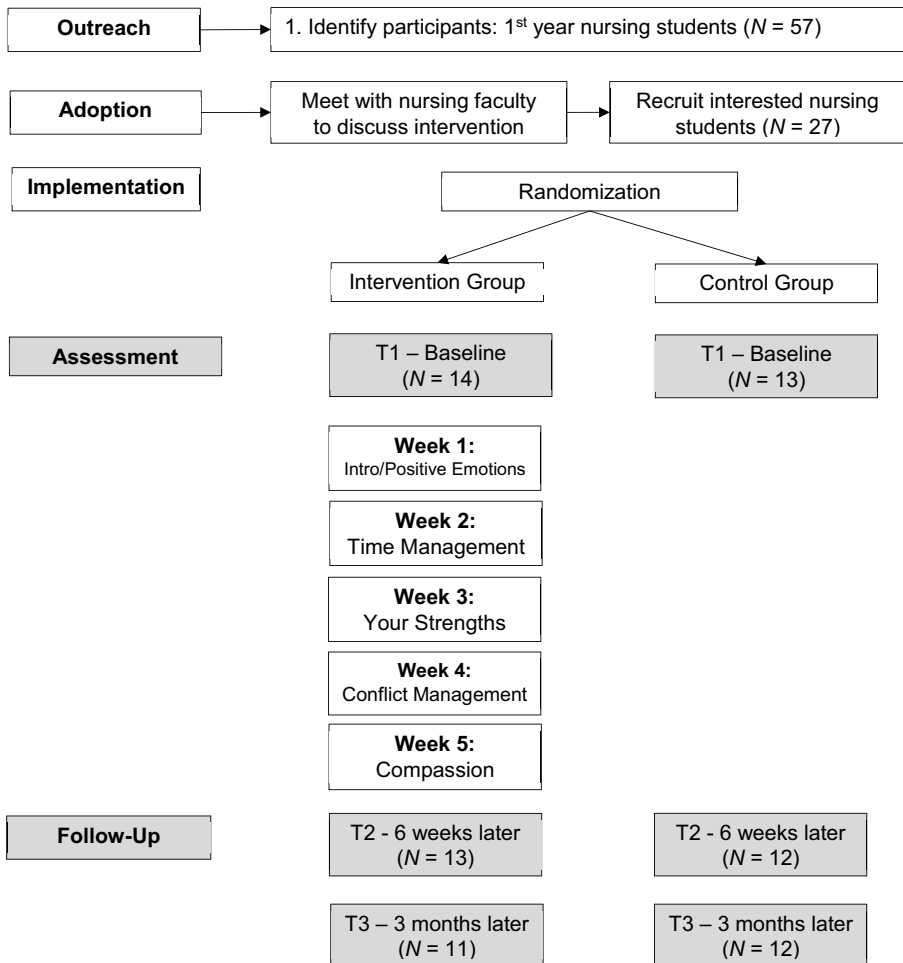 Outreach
1. Identify participants: 1st year nursing students (N = 57)
Adoption
Meet with nursing faculty
to discuss intervention
Recruit interested nursing
students (N = 27)
Implementation
Randomization
Intervention Group
Control Group
Assessment
T1 – Baseline
(N = 14)
T1 – Baseline
(N = 13)
Week 1:
Intro/Positive Emotions
Week 2:
Time Management
Week 3:
Your Strengths
Week 4:
Conflict Management
Week 5:
Compassion
Follow-Up
T2 - 6 weeks later
(N = 13)
T2 - 6 weeks later
(N = 12)
T3 – 3 months later
(N = 11)
T3 – 3 months later
(N = 12)